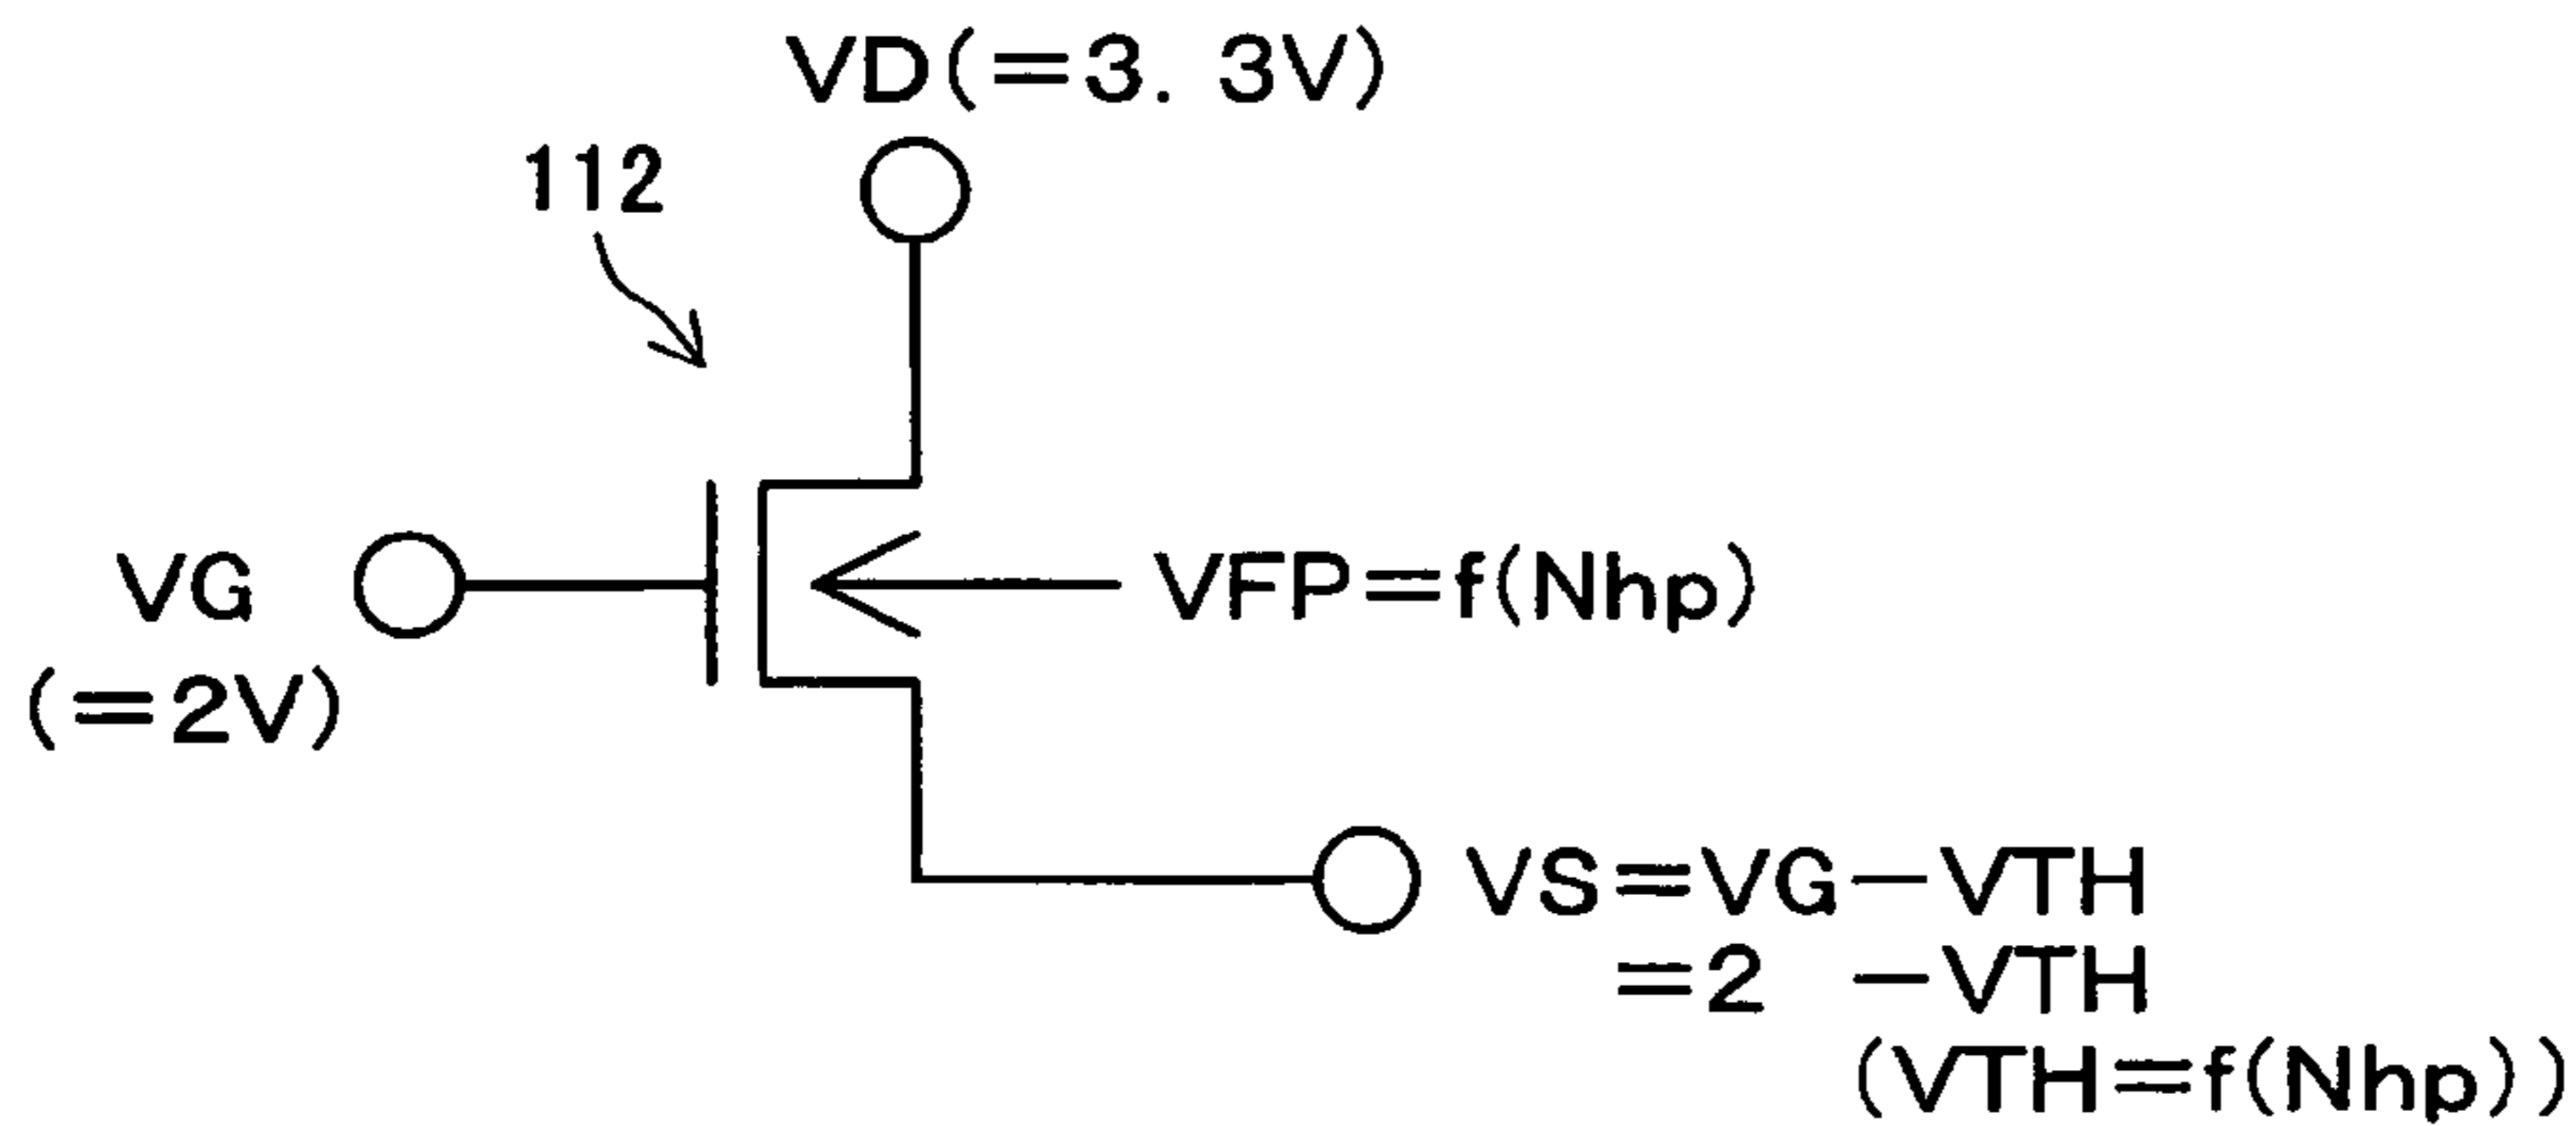 VD(=3. 3V)
112
VG
(=2V)
VFP=f(Nhp)
VS=VG-VTH
=2 -VTH
(VTH=f(Nhp))